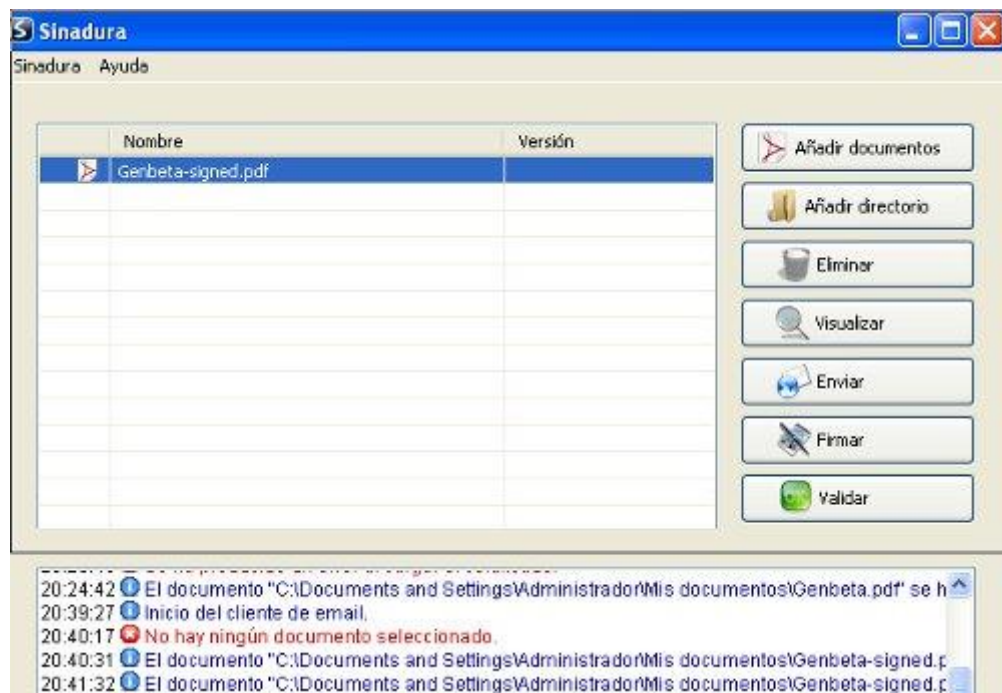 Sinadura
Sinadura Ayuda
Nombre Versión
Genbeta-signed.pdf
Añadir documentos
Añadir directorio
Eliminar
Visualizar
Enviar
Firmar
Validar
20:24:42 El documento "C:\Documents and Settings\Administrador\Mis documentos\Genbeta.pdf" se h
20:39:27 Inicio del cliente de email.
20:40:17 No hay ningún documento seleccionado.
20:40:31 El documento "C:\Documents and Settings\Administrador\Mis documentos\Genbeta-signed.p
20:41:32 El documento "C:\Documents and Settings\Administrador\Mis documentos\Genbeta-signed.p